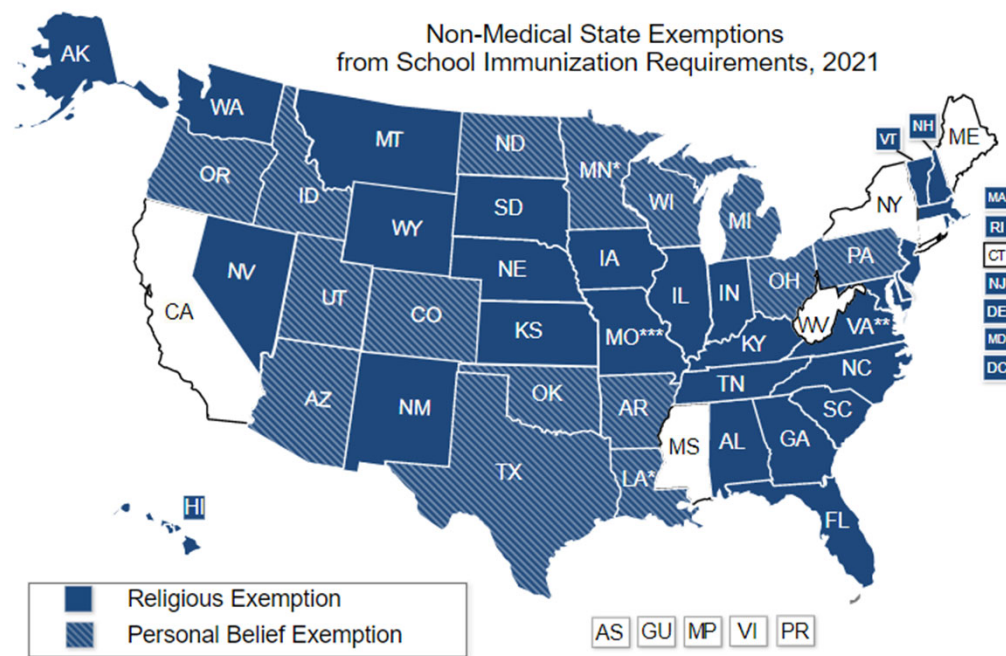 Non-Medical State Exemptions
from School Immunization Requirements, 2021
AK
WA
MT
ND
MN*
VT
NH
ME
OR
ID
SD
WI
MI
NY
MA
WY
RI
CT
NV
NE
IA
PA
NJ
CA
UT
CO
IL
IN
OH
DE
KS
MO***
WV
VA**
MD
KY
DC
AZ
NM
OK
AR
TN
NC
SC
TX
LA*
MS
AL
GA
HI
FL
Religious Exemption
Personal Belief Exemption
AS GU MP VI PR